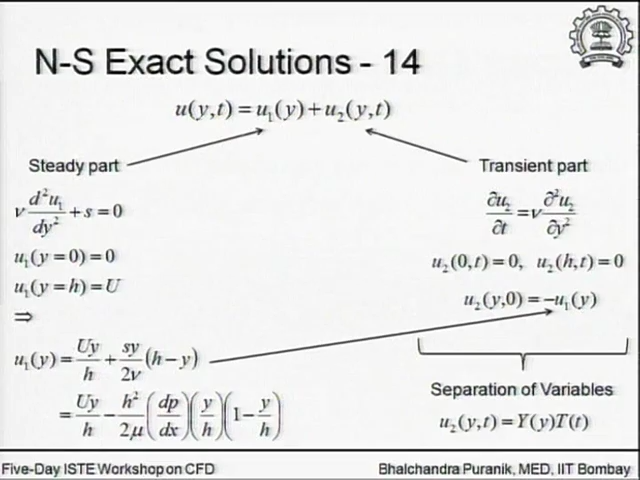 N-S Exact Solutions - 14
u(y,t) = u₁(y) + u₂(y,t)
Steady part
ν d²u₁/dy² + s = 0
u₁(y = 0) = 0
u₁(y = h) = U
⇒
u₁(y) = Uy/h + sy/2ν (h − y)
= Uy/h − h²/2μ (dp/dx)(y/h)(1 − y/h)
Transient part
∂u₂/∂t = ν ∂²u₂/∂y²
u₂(0,t) = 0, u₂(h,t) = 0
u₂(y,0) = −u₁(y)
Separation of Variables
u₂(y,t) = Y(y)T(t)
Five-Day ISTE Workshop on CFD
Bhalchandra Puranik, MED, IIT Bombay